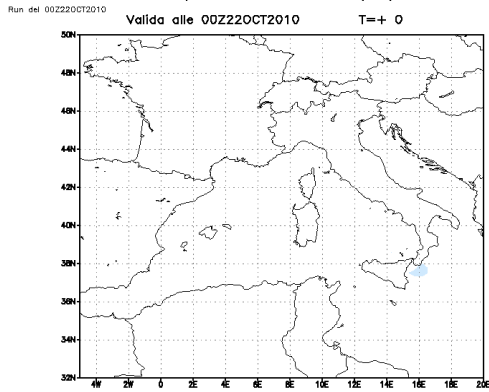 Run del 00Z22OCT2010
Valida alle 00Z22OCT2010 T=+ 0
50N
48N
46N
44N
42N
40N
38N
36N
34N
32N
4W 2W 0 2E 4E 6E 8E 10E 12E 14E 16E 18E 20E